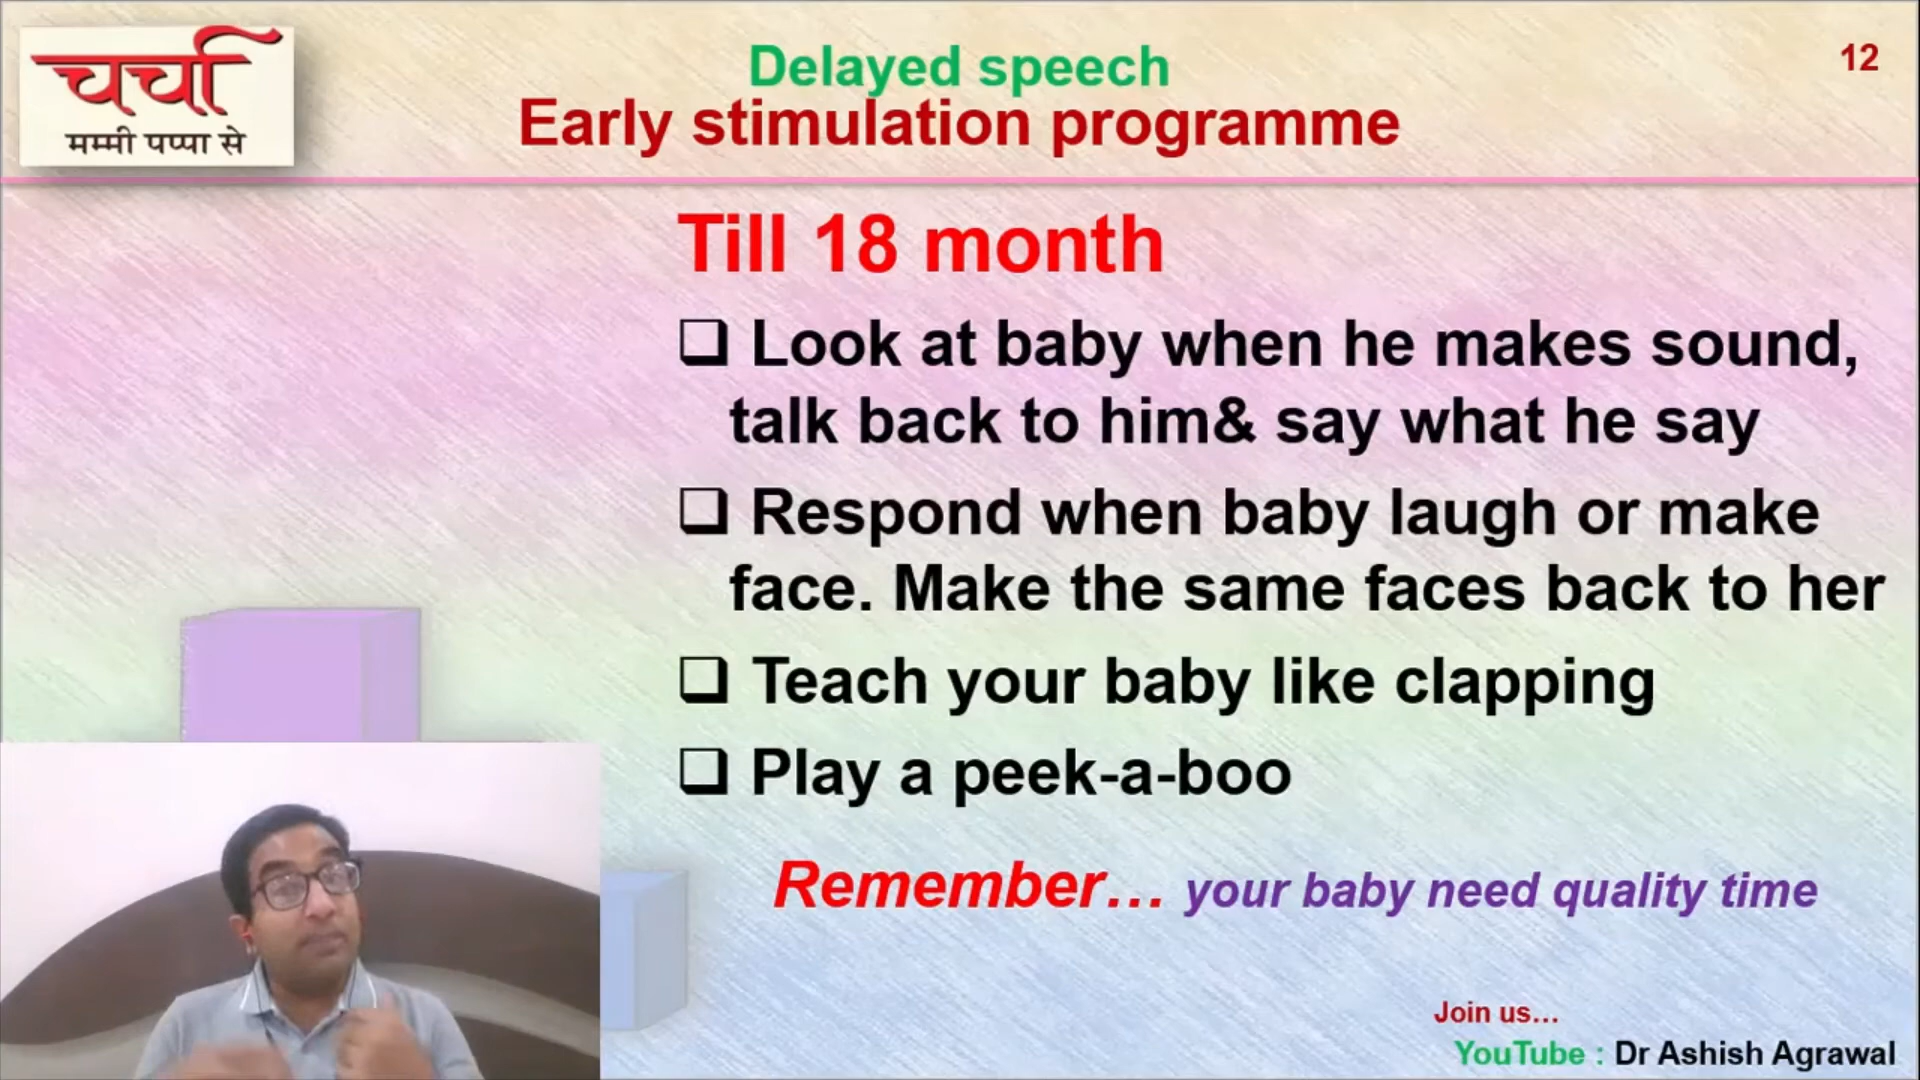 चर्चा
मम्मी पप्पा से
Delayed speech
Early stimulation programme
12
Till 18 month
❑ Look at baby when he makes sound,
talk back to him& say what he say
❑ Respond when baby laugh or make
face. Make the same faces back to her
❑ Teach your baby like clapping
❑ Play a peek-a-boo
Remember... your baby need quality time
Join us...
YouTube : Dr Ashish Agrawal